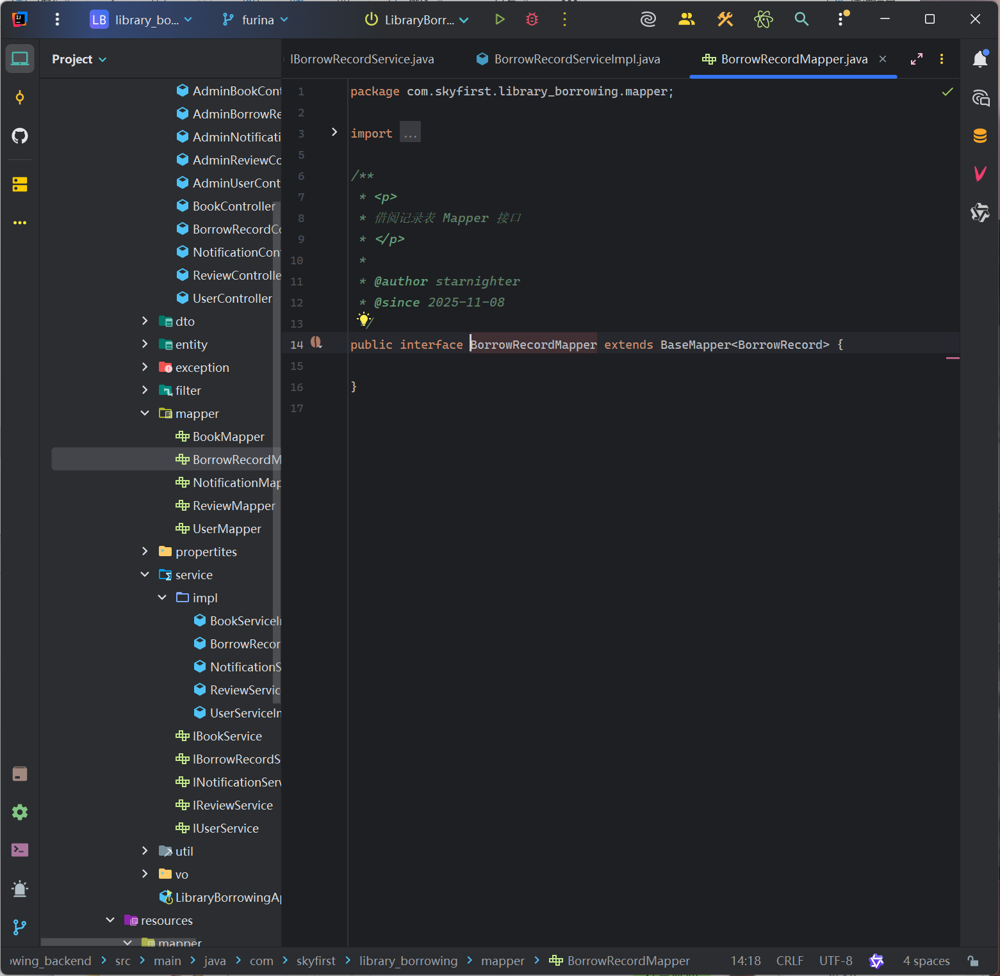 LB library_bo... furina LibraryBorr...
Project
IBorrowRecordService.java BorrowRecordServiceImpl.java BorrowRecordMapper.java
AdminBookCont
AdminBorrowRe
AdminNotificati
AdminReviewCo
AdminUserCont
BookController
BorrowRecordCo
NotificationCont
ReviewControlle
UserController
dto
entity
exception
filter
mapper
BookMapper
BorrowRecordM
NotificationMap
ReviewMapper
UserMapper
propertites
service
impl
BookServiceIm
BorrowRecor
NotificationS
ReviewServic
UserServiceIm
IBookService
IBorrowRecordS
INotificationServ
IReviewService
IUserService
util
vo
LibraryBorrowingAp
resources
mapper
1 package com.skyfirst.library_borrowing.mapper;
2
3 import ...
5
6 /**
7 * <p>
8 * 借阅记录表 Mapper 接口
9 * </p>
10 *
11 * @author starnighter
12 * @since 2025-11-08
13 */
14 public interface BorrowRecordMapper extends BaseMapper<BorrowRecord> {
15
16 }
17
owing_backend > src > main > java > com > skyfirst > library_borrowing > mapper > BorrowRecordMapper 14:18 CRLF UTF-8 4 spaces